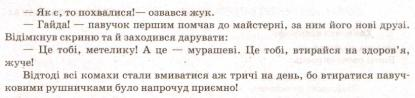 — Як є, то похвалися!— озвався жук.
— Гайда! — павучок першим помчав до майстерні, за ним його нові друзі.
Відімкнув скриню та й заходився дарувати:
— Це тобі, метелику! А це — мурашеві. Це тобі, втирайся на здоров'я,
жуче!
Відтоді всі комахи стали вмиватися аж тричі на день, бо втиратися павуч-
ковими рушничками було напрочуд приємно!